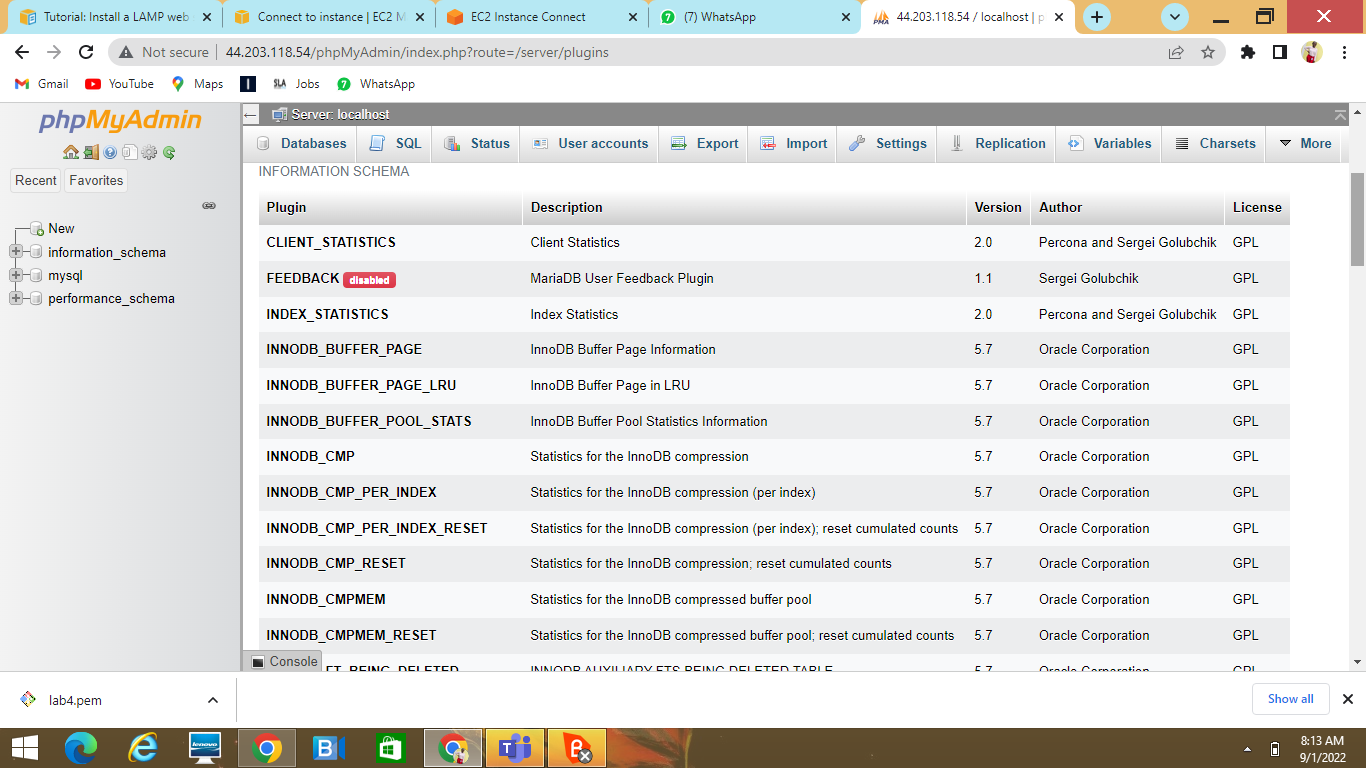 Tutorial: Install a LAMP web
Connect to instance | EC2 M
EC2 Instance Connect
(7) WhatsApp
44.203.118.54 / localhost | p
Not secure
44.203.118.54/phpMyAdmin/index.php?route=/server/plugins
Gmail
YouTube
Maps
Jobs
WhatsApp
phpMyAdmin
Recent
Favorites
New
information_schema
mysql
performance_schema
Server: localhost
Databases
SQL
Status
User accounts
Export
Import
Settings
Replication
Variables
Charsets
More
INFORMATION SCHEMA
Plugin Description Version Author License
CLIENT_STATISTICS Client Statistics 2.0 Percona and Sergei Golubchik GPL
FEEDBACK disabled MariaDB User Feedback Plugin 1.1 Sergei Golubchik GPL
INDEX_STATISTICS Index Statistics 2.0 Percona and Sergei Golubchik GPL
INNODB_BUFFER_PAGE InnoDB Buffer Page Information 5.7 Oracle Corporation GPL
INNODB_BUFFER_PAGE_LRU InnoDB Buffer Page in LRU 5.7 Oracle Corporation GPL
INNODB_BUFFER_POOL_STATS InnoDB Buffer Pool Statistics Information 5.7 Oracle Corporation GPL
INNODB_CMP Statistics for the InnoDB compression 5.7 Oracle Corporation GPL
INNODB_CMP_PER_INDEX Statistics for the InnoDB compression (per index) 5.7 Oracle Corporation GPL
INNODB_CMP_PER_INDEX_RESET Statistics for the InnoDB compression (per index); reset cumulated counts 5.7 Oracle Corporation GPL
INNODB_CMP_RESET Statistics for the InnoDB compression; reset cumulated counts 5.7 Oracle Corporation GPL
INNODB_CMPMEM Statistics for the InnoDB compressed buffer pool 5.7 Oracle Corporation GPL
INNODB_CMPMEM_RESET Statistics for the InnoDB compressed buffer pool; reset cumulated counts 5.7 Oracle Corporation GPL
FT_BEING_DELETED INNODB AUXILIARY FTS BEING DELETED TABLE 5.7 Oracle Corporation GPL
Console
lab4.pem
Show all
lenovo
8:13 AM
9/1/2022